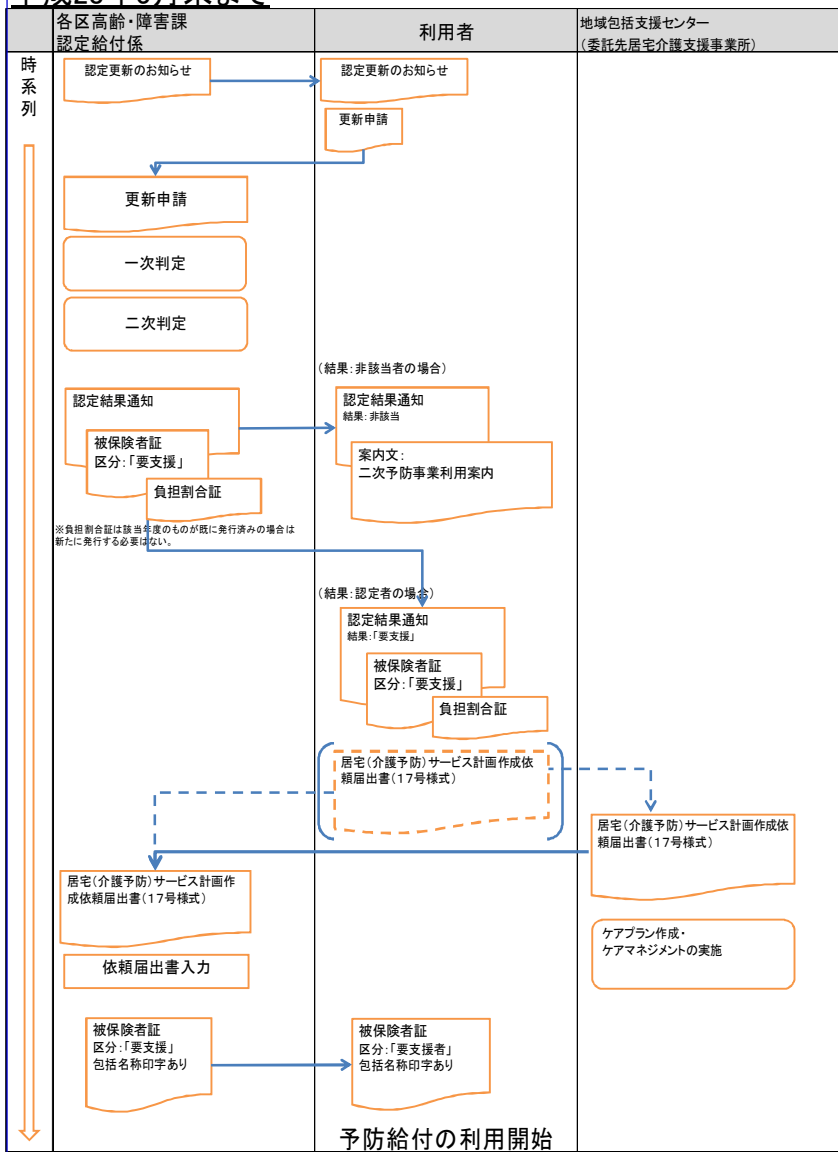 各区高齢・障害課
認定給付係
利用者
地域包括支援センター
（委託先居宅介護支援事業所）
時
系
列
認定更新のお知らせ
認定更新のお知らせ
更新申請
更新申請
一次判定
二次判定
（結果：非該当者の場合）
認定結果通知
被保険者証
区分：「要支援」
負担割合証
認定結果通知
結果：非該当
案内文：
二次予防事業利用案内
※負担割合証は該当年度のものが既に発行済みの場合は
新たに発行する必要はない。
（結果：認定者の場合）
認定結果通知
結果：「要支援」
被保険者証
区分：「要支援」
負担割合証
居宅（介護予防）サービス計画作成依
頼届出書（17号様式）
居宅（介護予防）サービス計画作成依
頼届出書（17号様式）
居宅（介護予防）サービス計画作
成依頼届出書（17号様式）
ケアプラン作成・
ケアマネジメントの実施
依頼届出書入力
被保険者証
区分：「要支援」
包括名称印字あり
被保険者証
区分：「要支援者」
包括名称印字あり
予防給付の利用開始